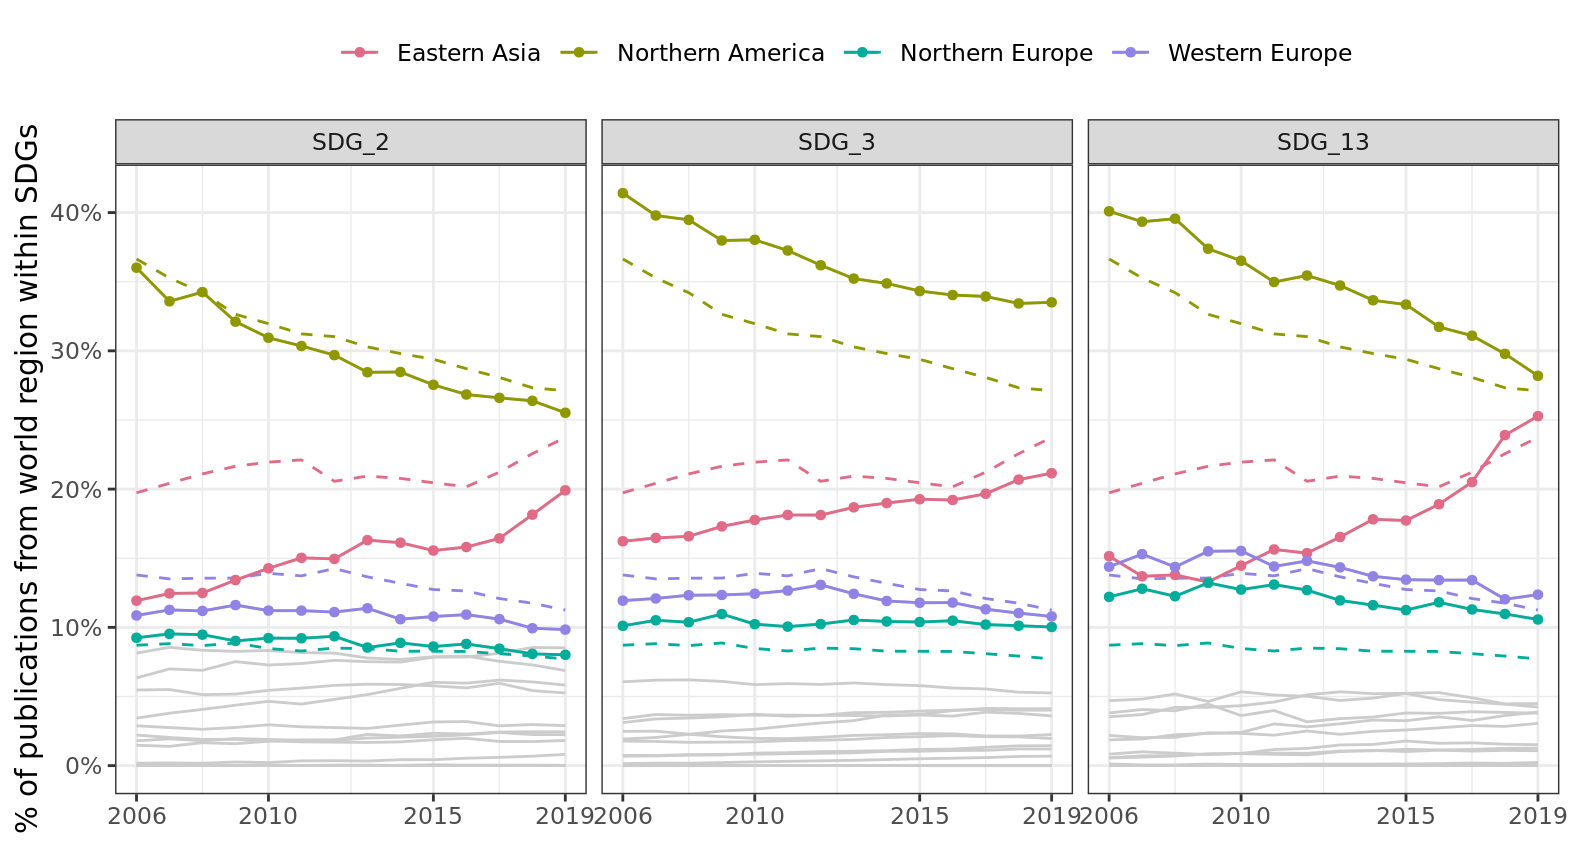 Eastern Asia Northern America Northern Europe Western Europe
SDG_2 SDG_3 SDG_13
% of publications from world region within SDGs
40%
30%
20%
10%
0%
2006 2010 2015 2019 2006 2010 2015 2019 2006 2010 2015 2019